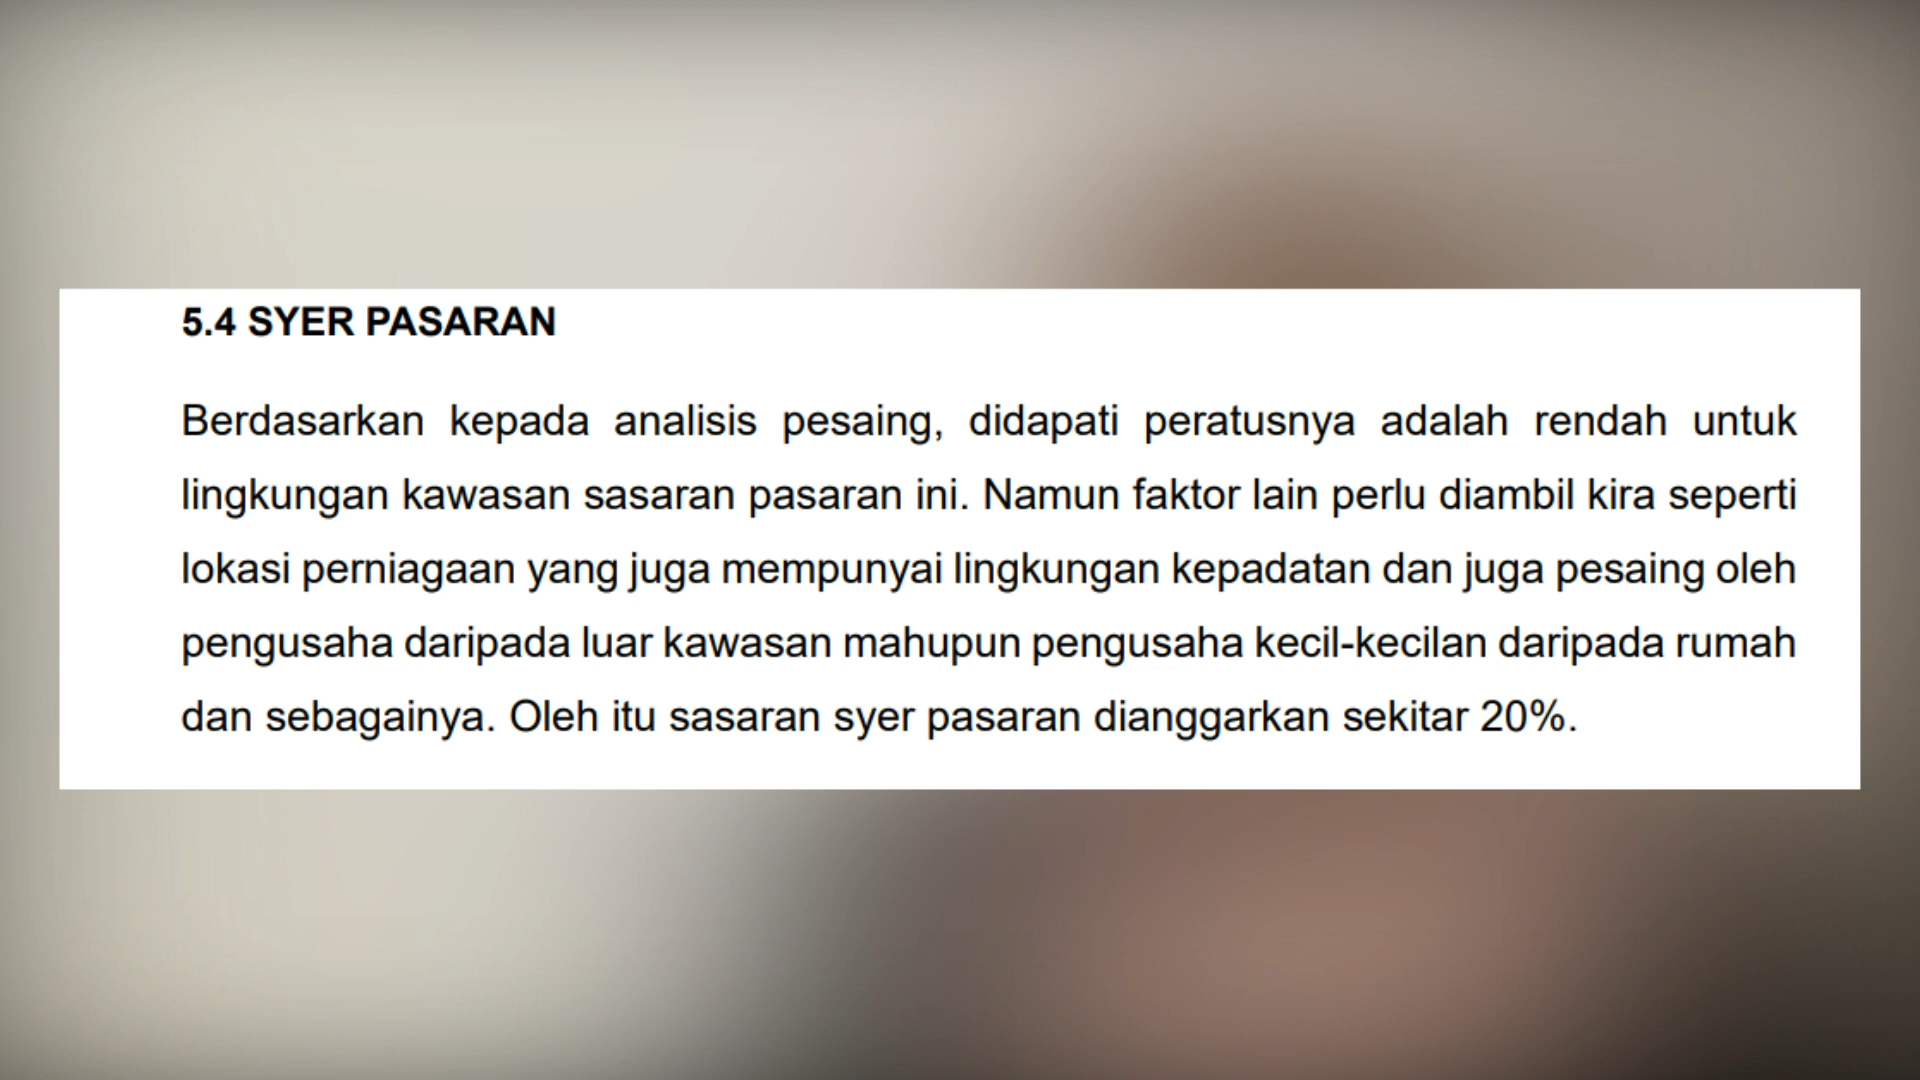 5.4 SYER PASARAN
Berdasarkan kepada analisis pesaing, didapati peratusnya adalah rendah untuk
lingkungan kawasan sasaran pasaran ini. Namun faktor lain perlu diambil kira seperti
lokasi perniagaan yang juga mempunyai lingkungan kepadatan dan juga pesaing oleh
pengusaha daripada luar kawasan mahupun pengusaha kecil-kecilan daripada rumah
dan sebagainya. Oleh itu sasaran syer pasaran dianggarkan sekitar 20%.